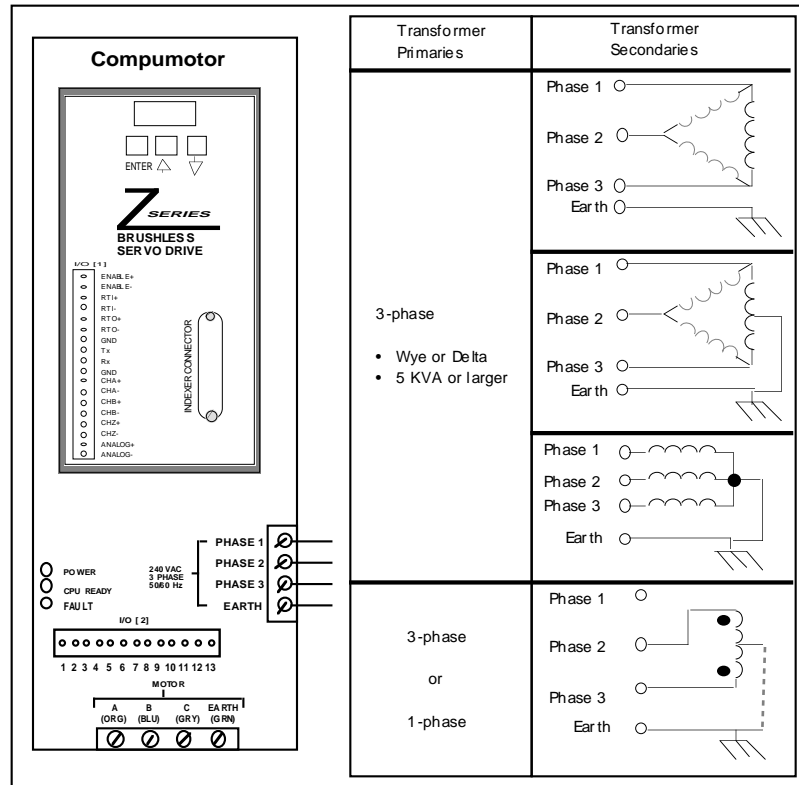 Compumotor
ENTER
Z SERIES
BRUSHLESS
SERVO DRIVE
I/O [1]
ENABLE+
ENABLE-
RTI+
RTI-
RTO+
RTO-
GND
Tx
Rx
GND
CHA+
CHA-
CHB+
CHB-
CHZ+
CHZ-
ANALOG+
ANALOG-
INDEXER CONNECTOR
POWER
CPU READY
FAULT
240 VAC
3 PHASE
50/60 Hz
PHASE 1
PHASE 2
PHASE 3
EARTH
I/O [2]
1 2 3 4 5 6 7 8 9 10 11 12 13
MOTOR
A B C EARTH
(ORG) (BLU) (GRY) (GRN)
Transformer
Primaries
Transformer
Secondaries
3-phase
• Wye or Delta
• 5 KVA or larger
Phase 1
Phase 2
Phase 3
Earth
Phase 1
Phase 2
Phase 3
Earth
Phase 1
Phase 2
Phase 3
Earth
3-phase
or
1-phase
Phase 1
Phase 2
Phase 3
Earth